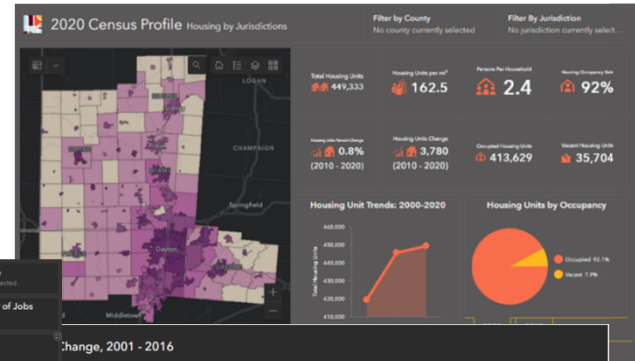 2020 Census Profile Housing by Jurisdictions
Filter by County
No county currently selected
Filter By Jurisdiction
No jurisdiction currently select...
LOGAN
CHAMPAIGN
Springfield
Dayton
Middletown
Total Housing Units
449,333
Housing Units per mi²
162.5
Persons Per Household
2.4
Housing Occupancy Rate
92%
Housing Units Percent Change
0.8%
(2010 - 2020)
Housing Units Change
3,780
(2010 - 2020)
Occupied Housing Units
413,629
Vacant Housing Units
35,704
Housing Unit Trends: 2000-2020
Total Housing Units
460,000
450,000
440,000
430,000
420,000
410,000
Housing Units by Occupancy
Occupied 92.1%
Vacant 7.9%
of Jobs
Change, 2001 - 2016